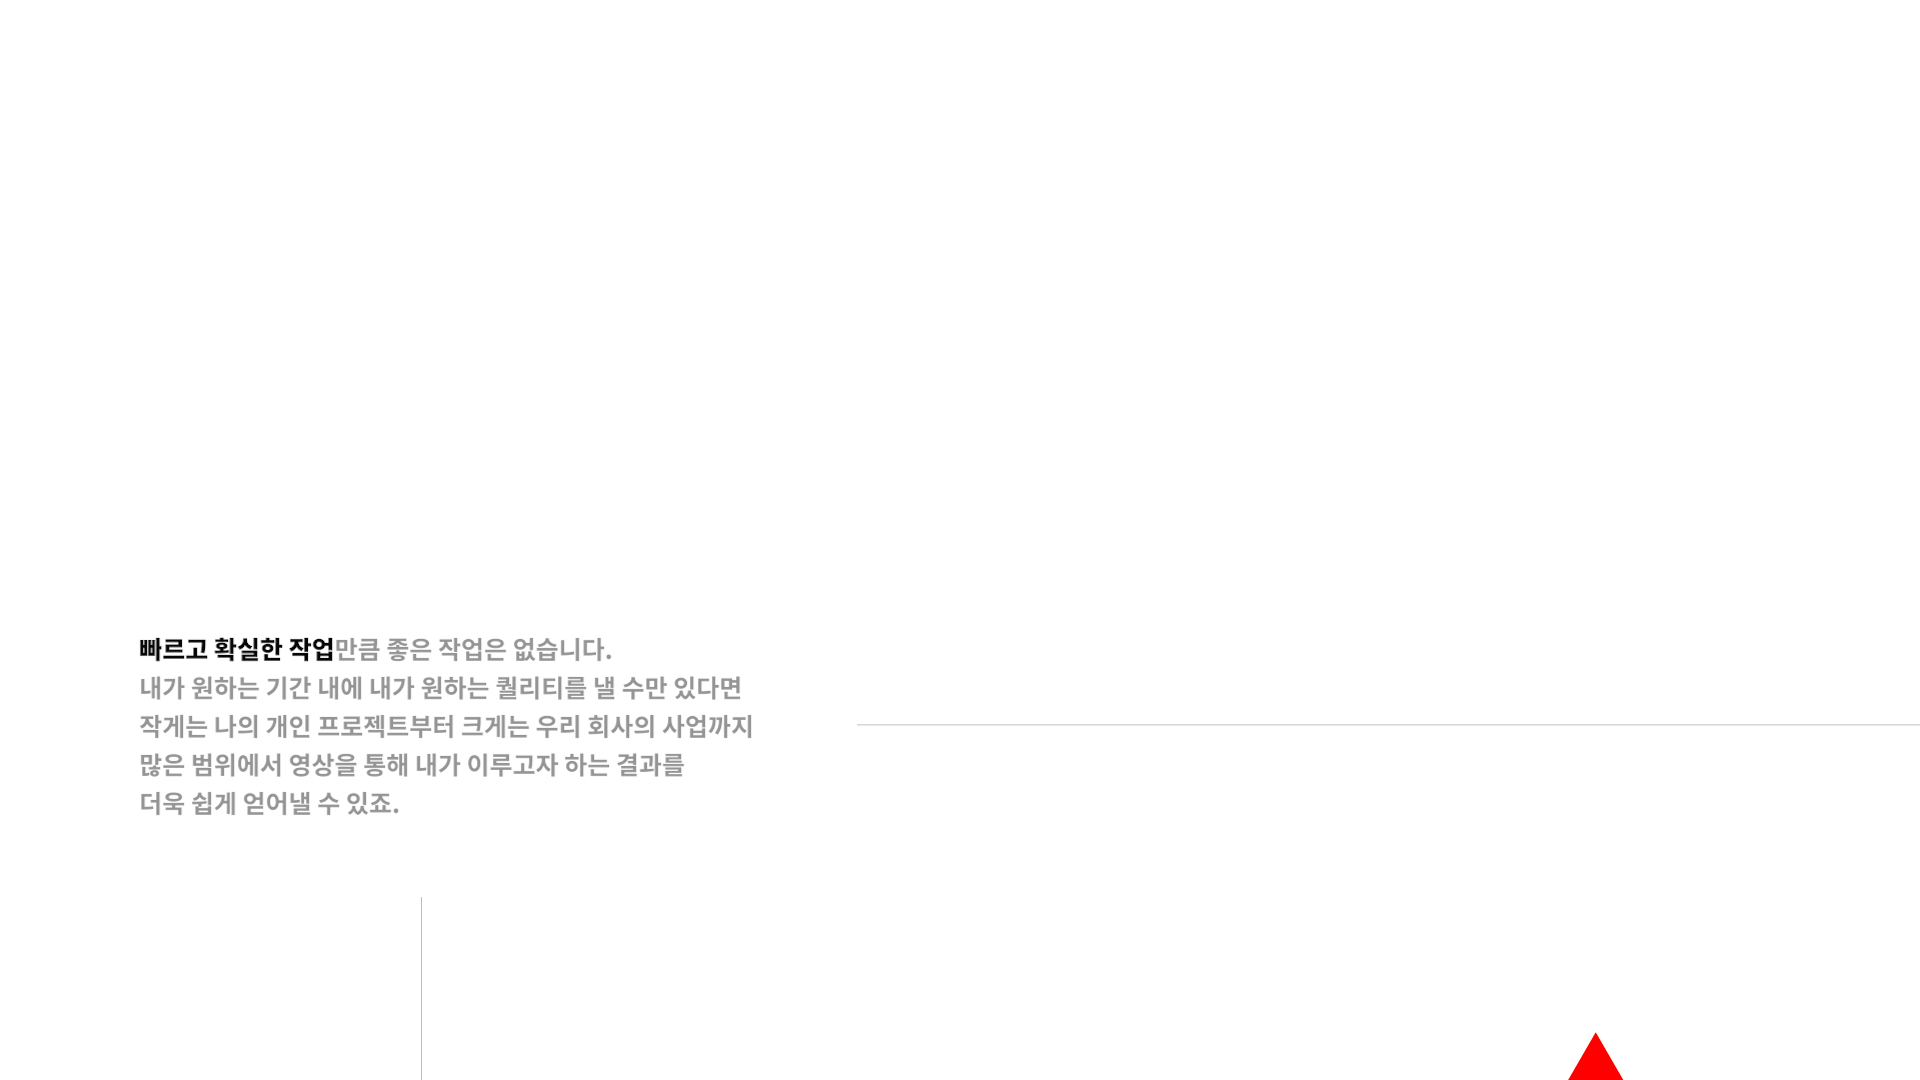 빠르고 확실한 작업만큼 좋은 작업은 없습니다.
내가 원하는 기간 내에 내가 원하는 퀄리티를 낼 수만 있다면
작게는 나의 개인 프로젝트부터 크게는 우리 회사의 사업까지
많은 범위에서 영상을 통해 내가 이루고자 하는 결과를
더욱 쉽게 얻어낼 수 있죠.